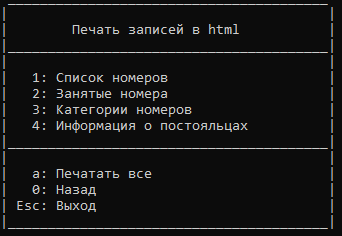 Печать записей в html
1: Список номеров
2: Занятые номера
3: Категории номеров
4: Информация о постояльцах
a: Печатать все
0: Назад
Esc: Выход